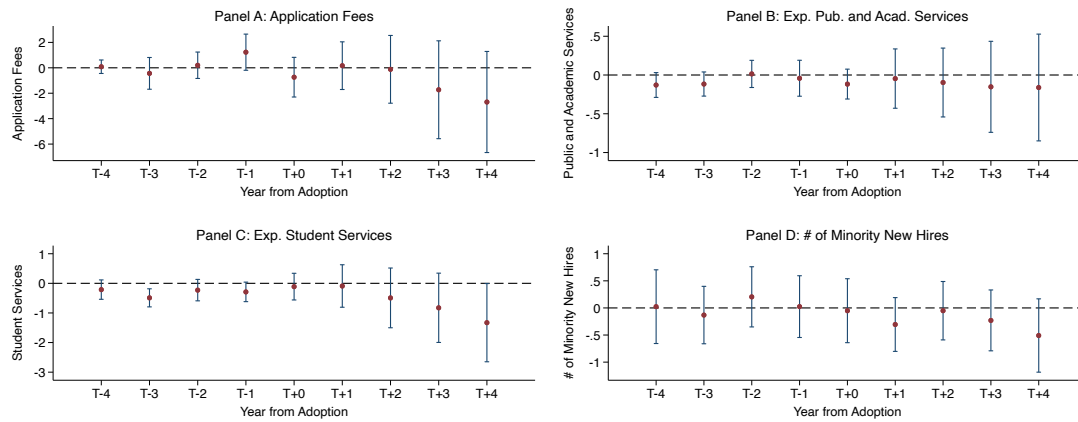 Panel A: Application Fees
Application Fees
2
0
-2
-4
-6
T-4 T-3 T-2 T-1 T+0 T+1 T+2 T+3 T+4
Year from Adoption
Panel B: Exp. Pub. and Acad. Services
Public and Academic Services
.5
0
-.5
-1
T-4 T-3 T-2 T-1 T+0 T+1 T+2 T+3 T+4
Year from Adoption
Panel C: Exp. Student Services
Student Services
1
0
-1
-2
-3
T-4 T-3 T-2 T-1 T+0 T+1 T+2 T+3 T+4
Year from Adoption
Panel D: # of Minority New Hires
# of Minority New Hires
1
.5
0
-.5
-1
T-4 T-3 T-2 T-1 T+0 T+1 T+2 T+3 T+4
Year from Adoption